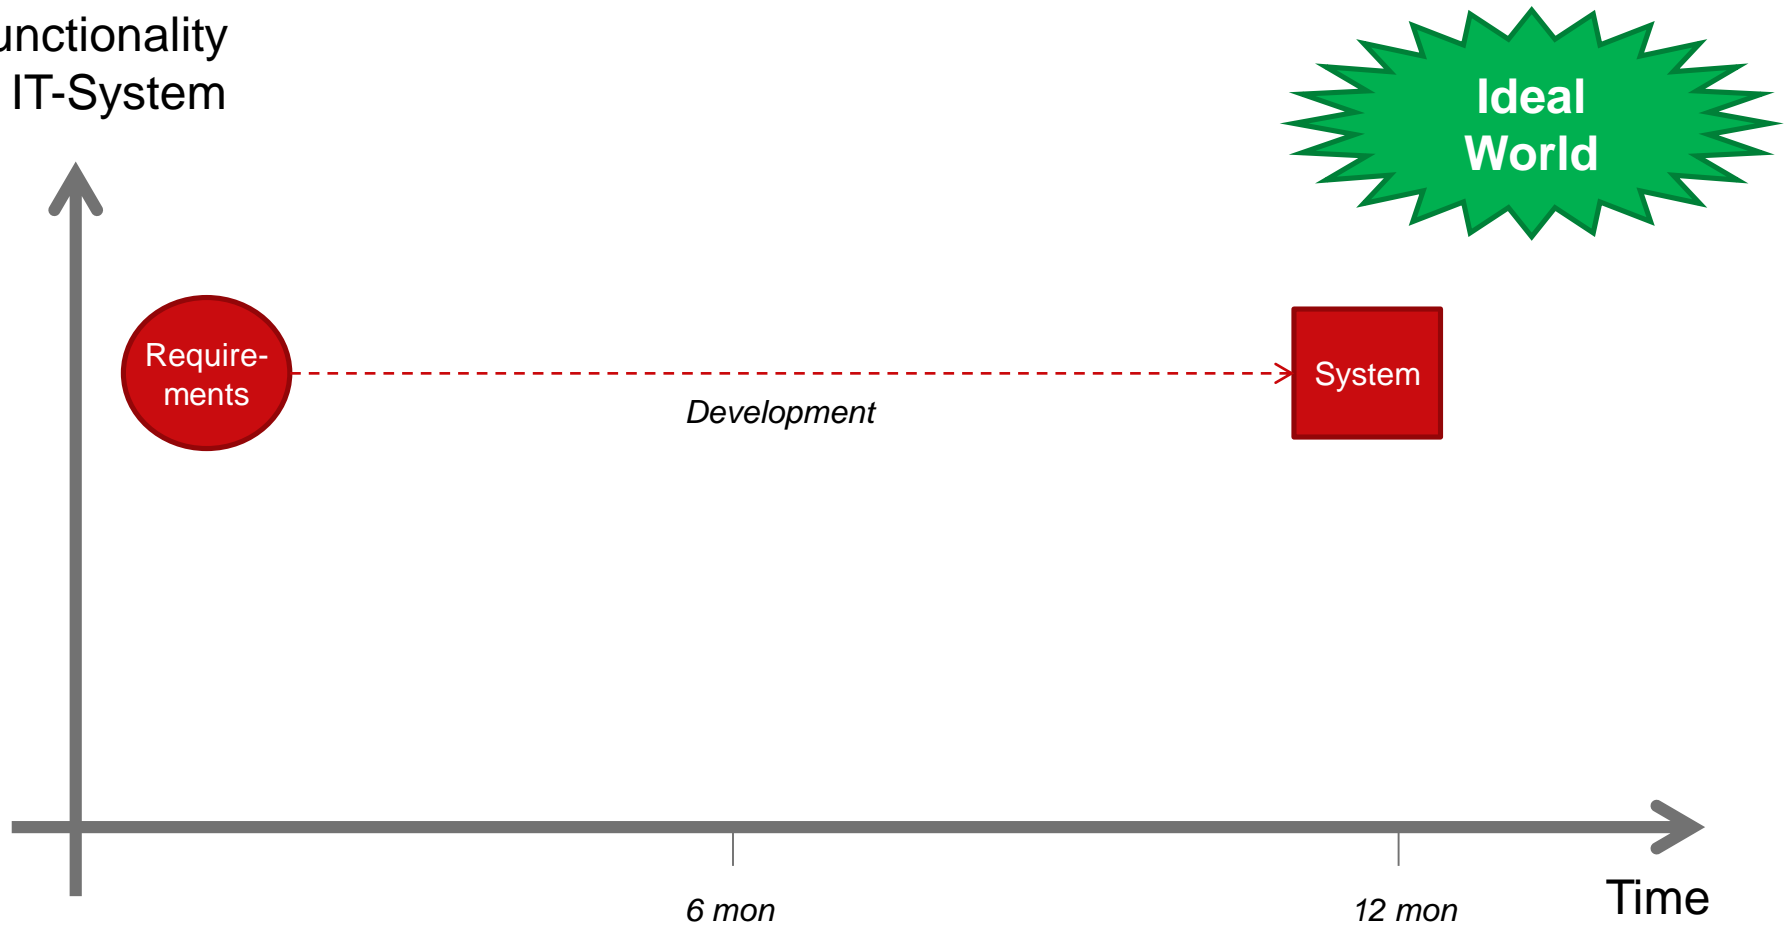 unctionality
IT-System
Ideal
World
Require-
ments
System
Development
6 mon
12 mon
Time